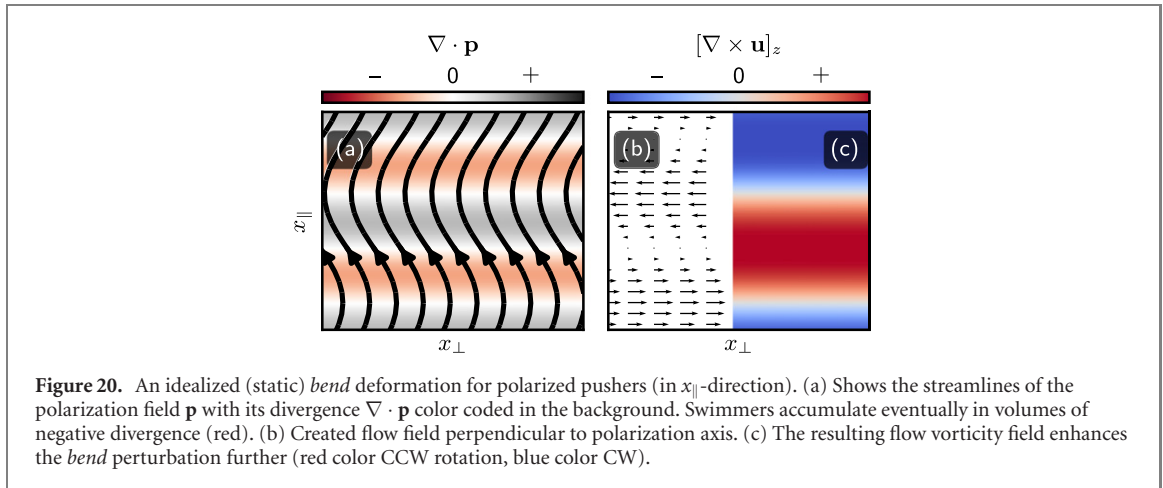 ∇ · p [∇ × u]z
− 0 + − 0 +
(a) (b) (c)
x∥
x⊥ x⊥
Figure 20. An idealized (static) bend deformation for polarized pushers (in x∥-direction). (a) Shows the streamlines of the
polarization field p with its divergence ∇ · p color coded in the background. Swimmers accumulate eventually in volumes of
negative divergence (red). (b) Created flow field perpendicular to polarization axis. (c) The resulting flow vorticity field enhances
the bend perturbation further (red color CCW rotation, blue color CW).